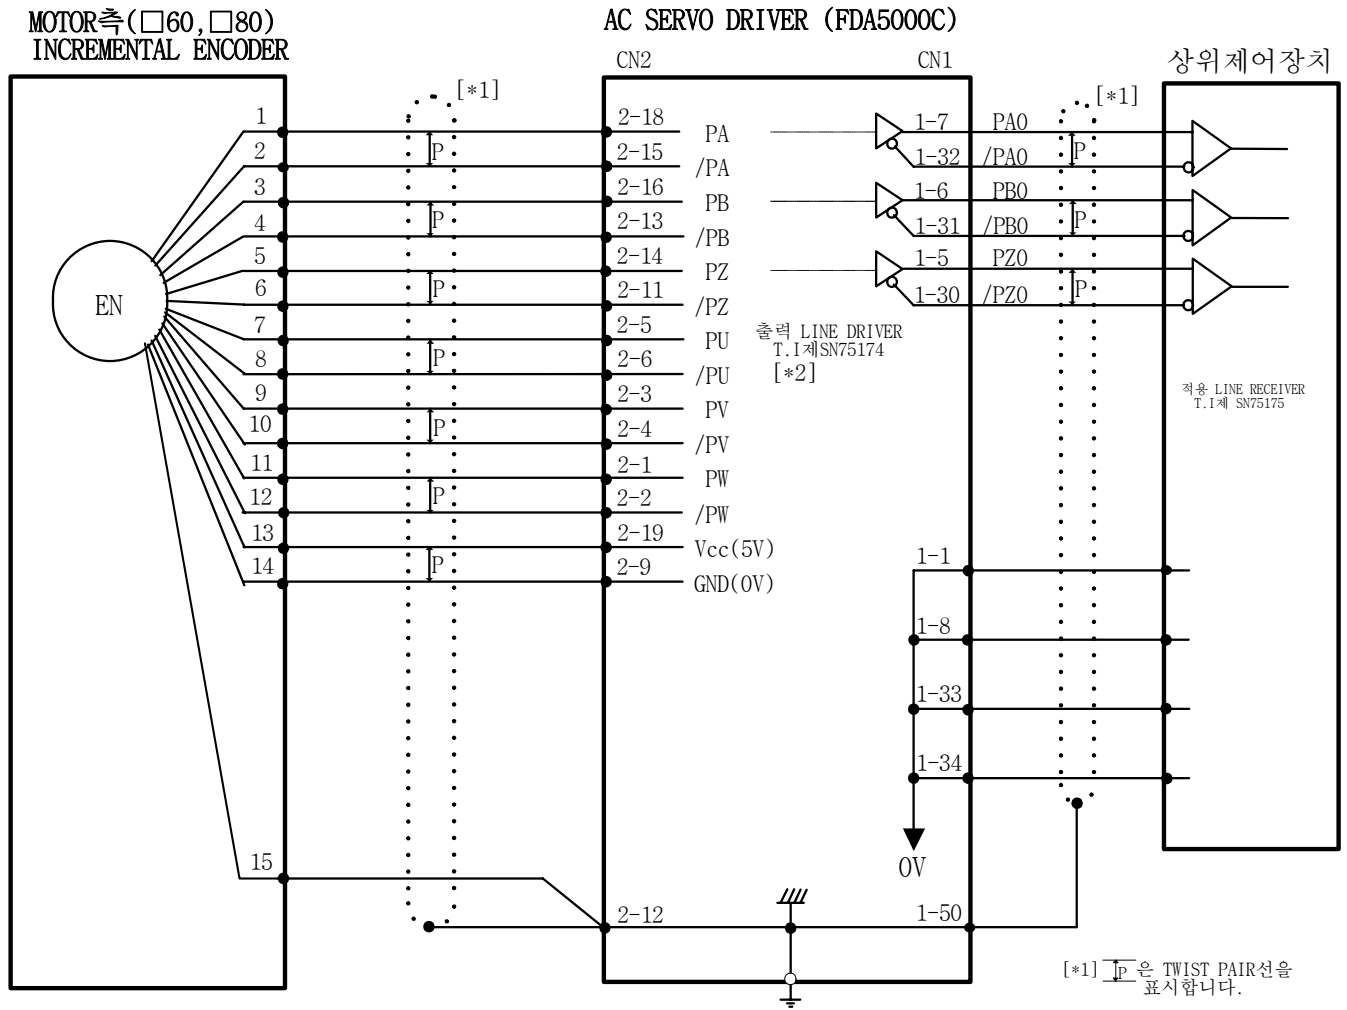 MOTOR측(□60,□80)
INCREMENTAL ENCODER
AC SERVO DRIVER (FDA5000C)
CN2
CN1
상위제어장치
[*1]
[*1]
EN
1
2
3
4
5
6
7
8
9
10
11
12
13
14
15
P
P
P
P
P
P
P
2-18 PA
2-15 /PA
2-16 PB
2-13 /PB
2-14 PZ
2-11 /PZ
2-5 PU
2-6 /PU
2-3 PV
2-4 /PV
2-1 PW
2-2 /PW
2-19 Vcc(5V)
2-9 GND(0V)
2-12
출력 LINE DRIVER
T.I제SN75174
[*2]
1-7 PAO
1-32 /PAO
1-6 PBO
1-31 /PBO
1-5 PZO
1-30 /PZO
P
P
P
적용 LINE RECEIVER
T.I제 SN75175
1-1
1-8
1-33
1-34
0V
1-50
[*1] P 은 TWIST PAIR선을
표시합니다.